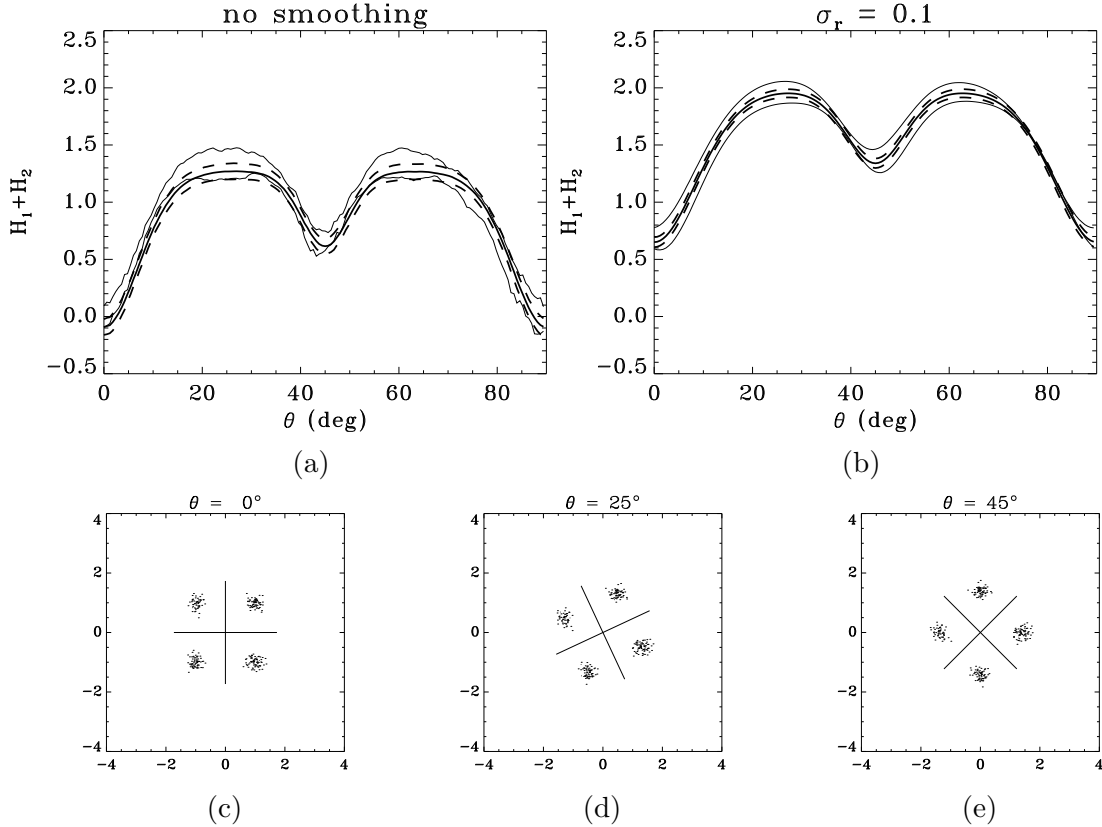 no smoothing
2.5
2.0
1.5
1.0
0.5
0.0
−0.5
H₁+H₂
0 20 40 60 80
θ (deg)
(a)
σᵣ = 0.1
2.5
2.0
1.5
1.0
0.5
0.0
−0.5
H₁+H₂
0 20 40 60 80
θ (deg)
(b)
θ = 0°
4
2
0
−2
−4
−4 −2 0 2 4
(c)
θ = 25°
4
2
0
−2
−4
−4 −2 0 2 4
(d)
θ = 45°
4
2
0
−2
−4
−4 −2 0 2 4
(e)